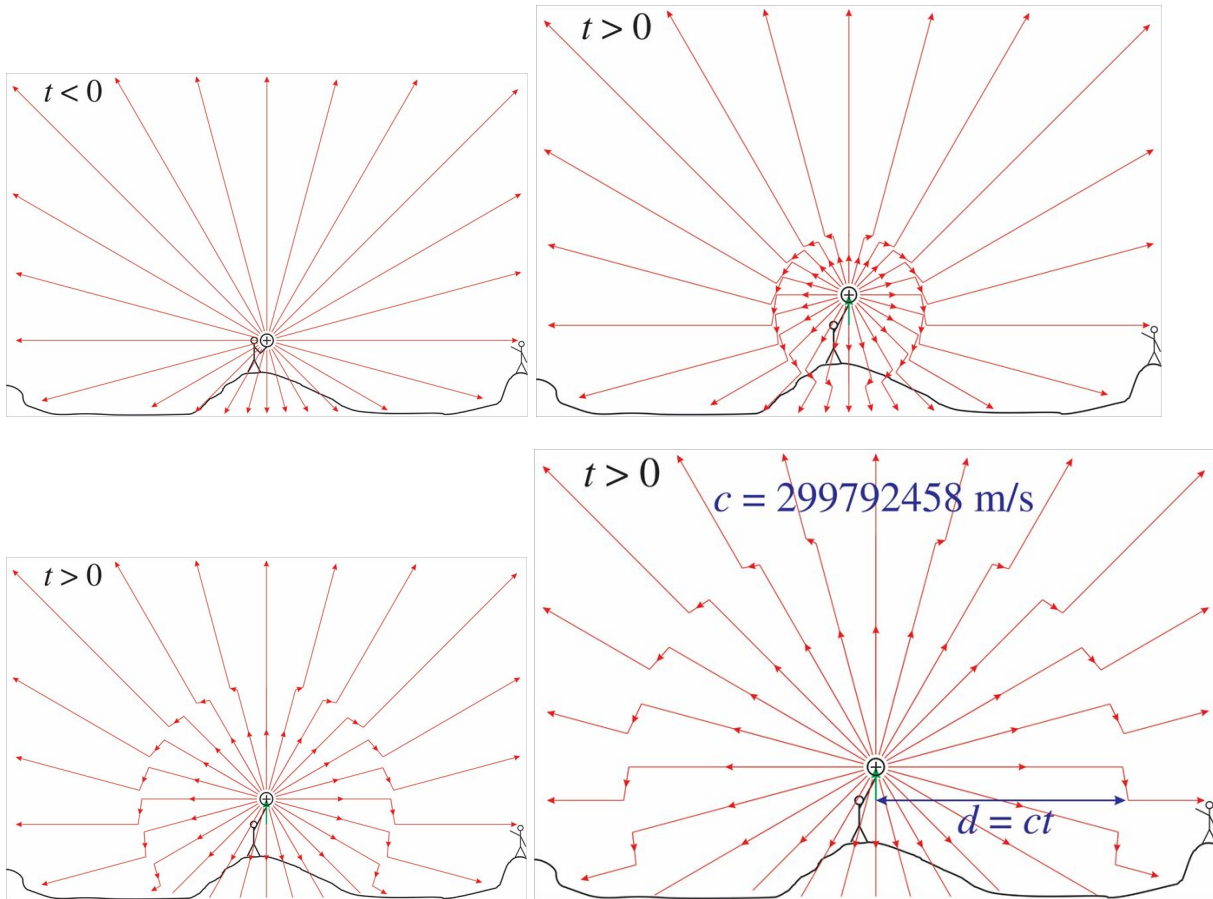 t < 0
t > 0
t > 0
t > 0
c = 299792458 m/s
d = ct